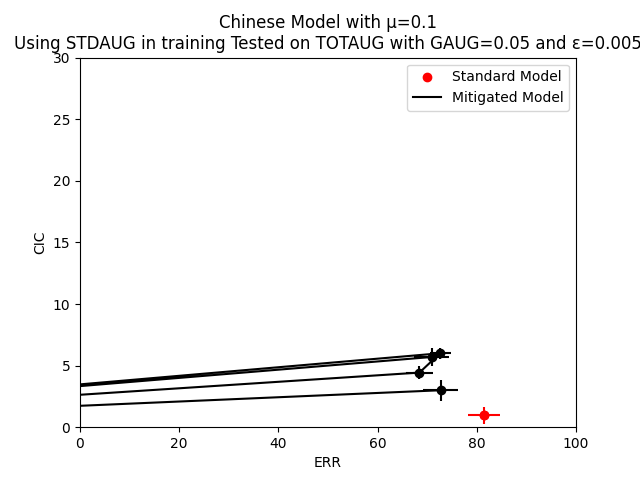 Chinese Model with μ=0.1
Using STDAUG in training Tested on TOTAUG with GAUG=0.05 and ε=0.005
Standard Model
Mitigated Model
30
25
20
15
10
5
0
CIC
0 20 40 60 80 100
ERR